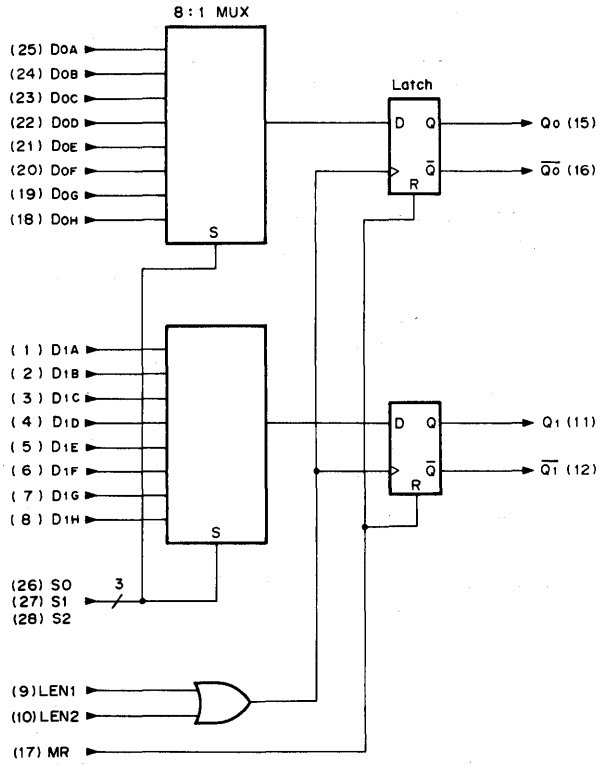 8:1 MUX
(25) D0A
(24) D0B
(23) D0C
(22) D0D
(21) D0E
(20) D0F
(19) D0G
(18) D0H
S
Latch
D Q
Q̅
R
Q0 (15)
Q̅0̅ (16)
(1) D1A
(2) D1B
(3) D1C
(4) D1D
(5) D1E
(6) D1F
(7) D1G
(8) D1H
S
D Q
Q̅
R
Q1 (11)
Q̅1̅ (12)
(26) S0
(27) S1
(28) S2
3
(9) LEN1
(10) LEN2
(17) MR